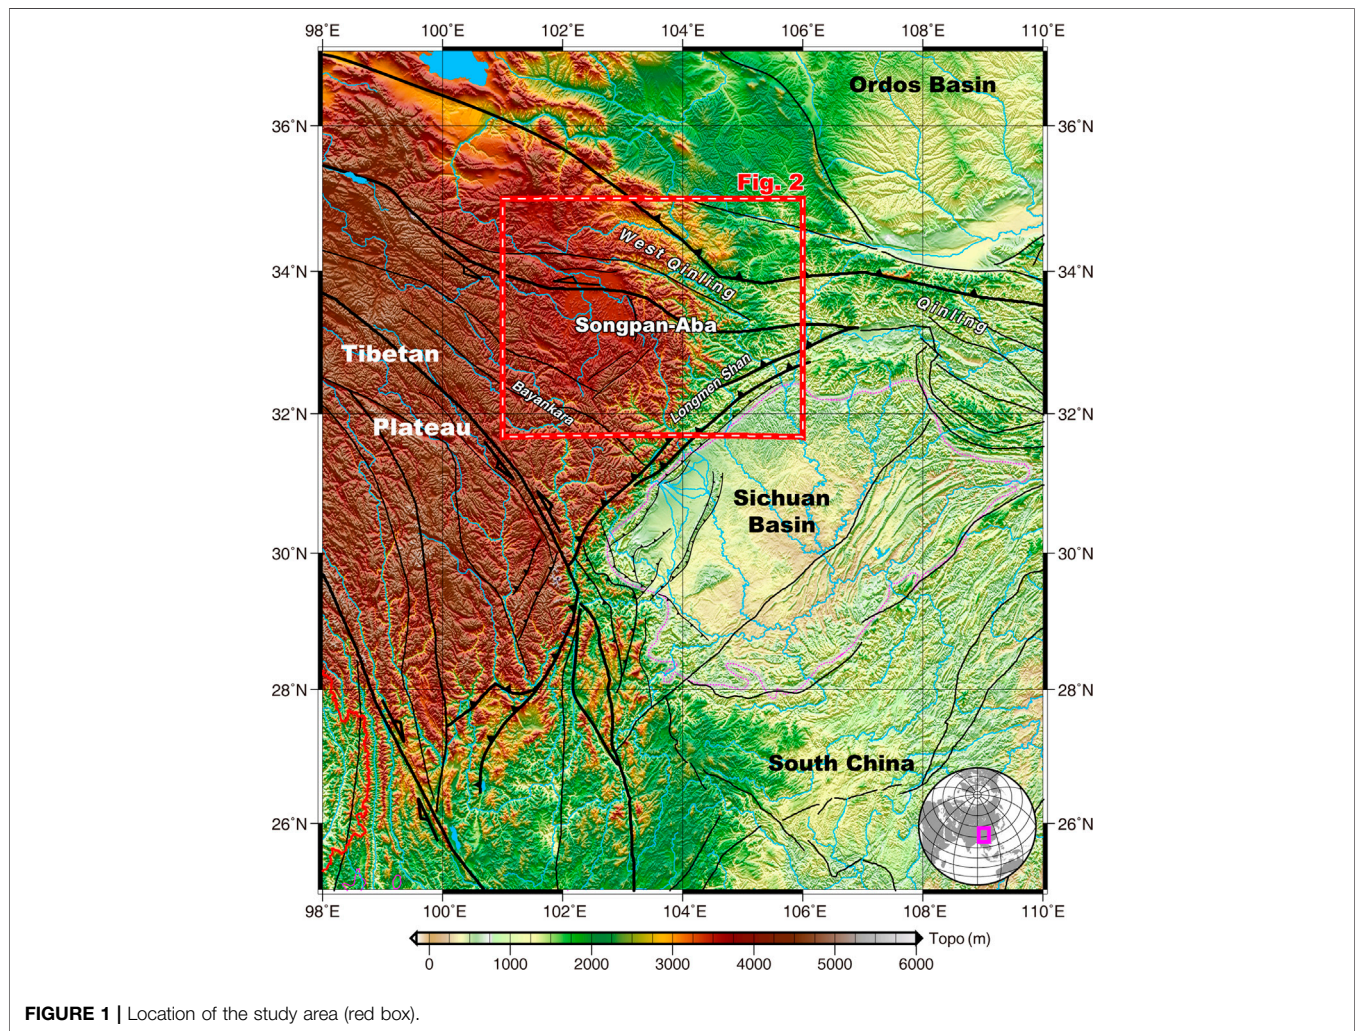 98°E 100°E 102°E 104°E 106°E 108°E 110°E
Ordos Basin
36°N 36°N
Fig. 2
West Qinling
34°N 34°N
Qinling
Songpan-Aba
Tibetan
Longmen Shan
Bayankara
32°N 32°N
Plateau
Sichuan
Basin
30°N 30°N
28°N 28°N
South China
26°N 26°N
98°E 100°E 102°E 104°E 106°E 108°E 110°E
Topo (m)
0 1000 2000 3000 4000 5000 6000
FIGURE 1 | Location of the study area (red box).